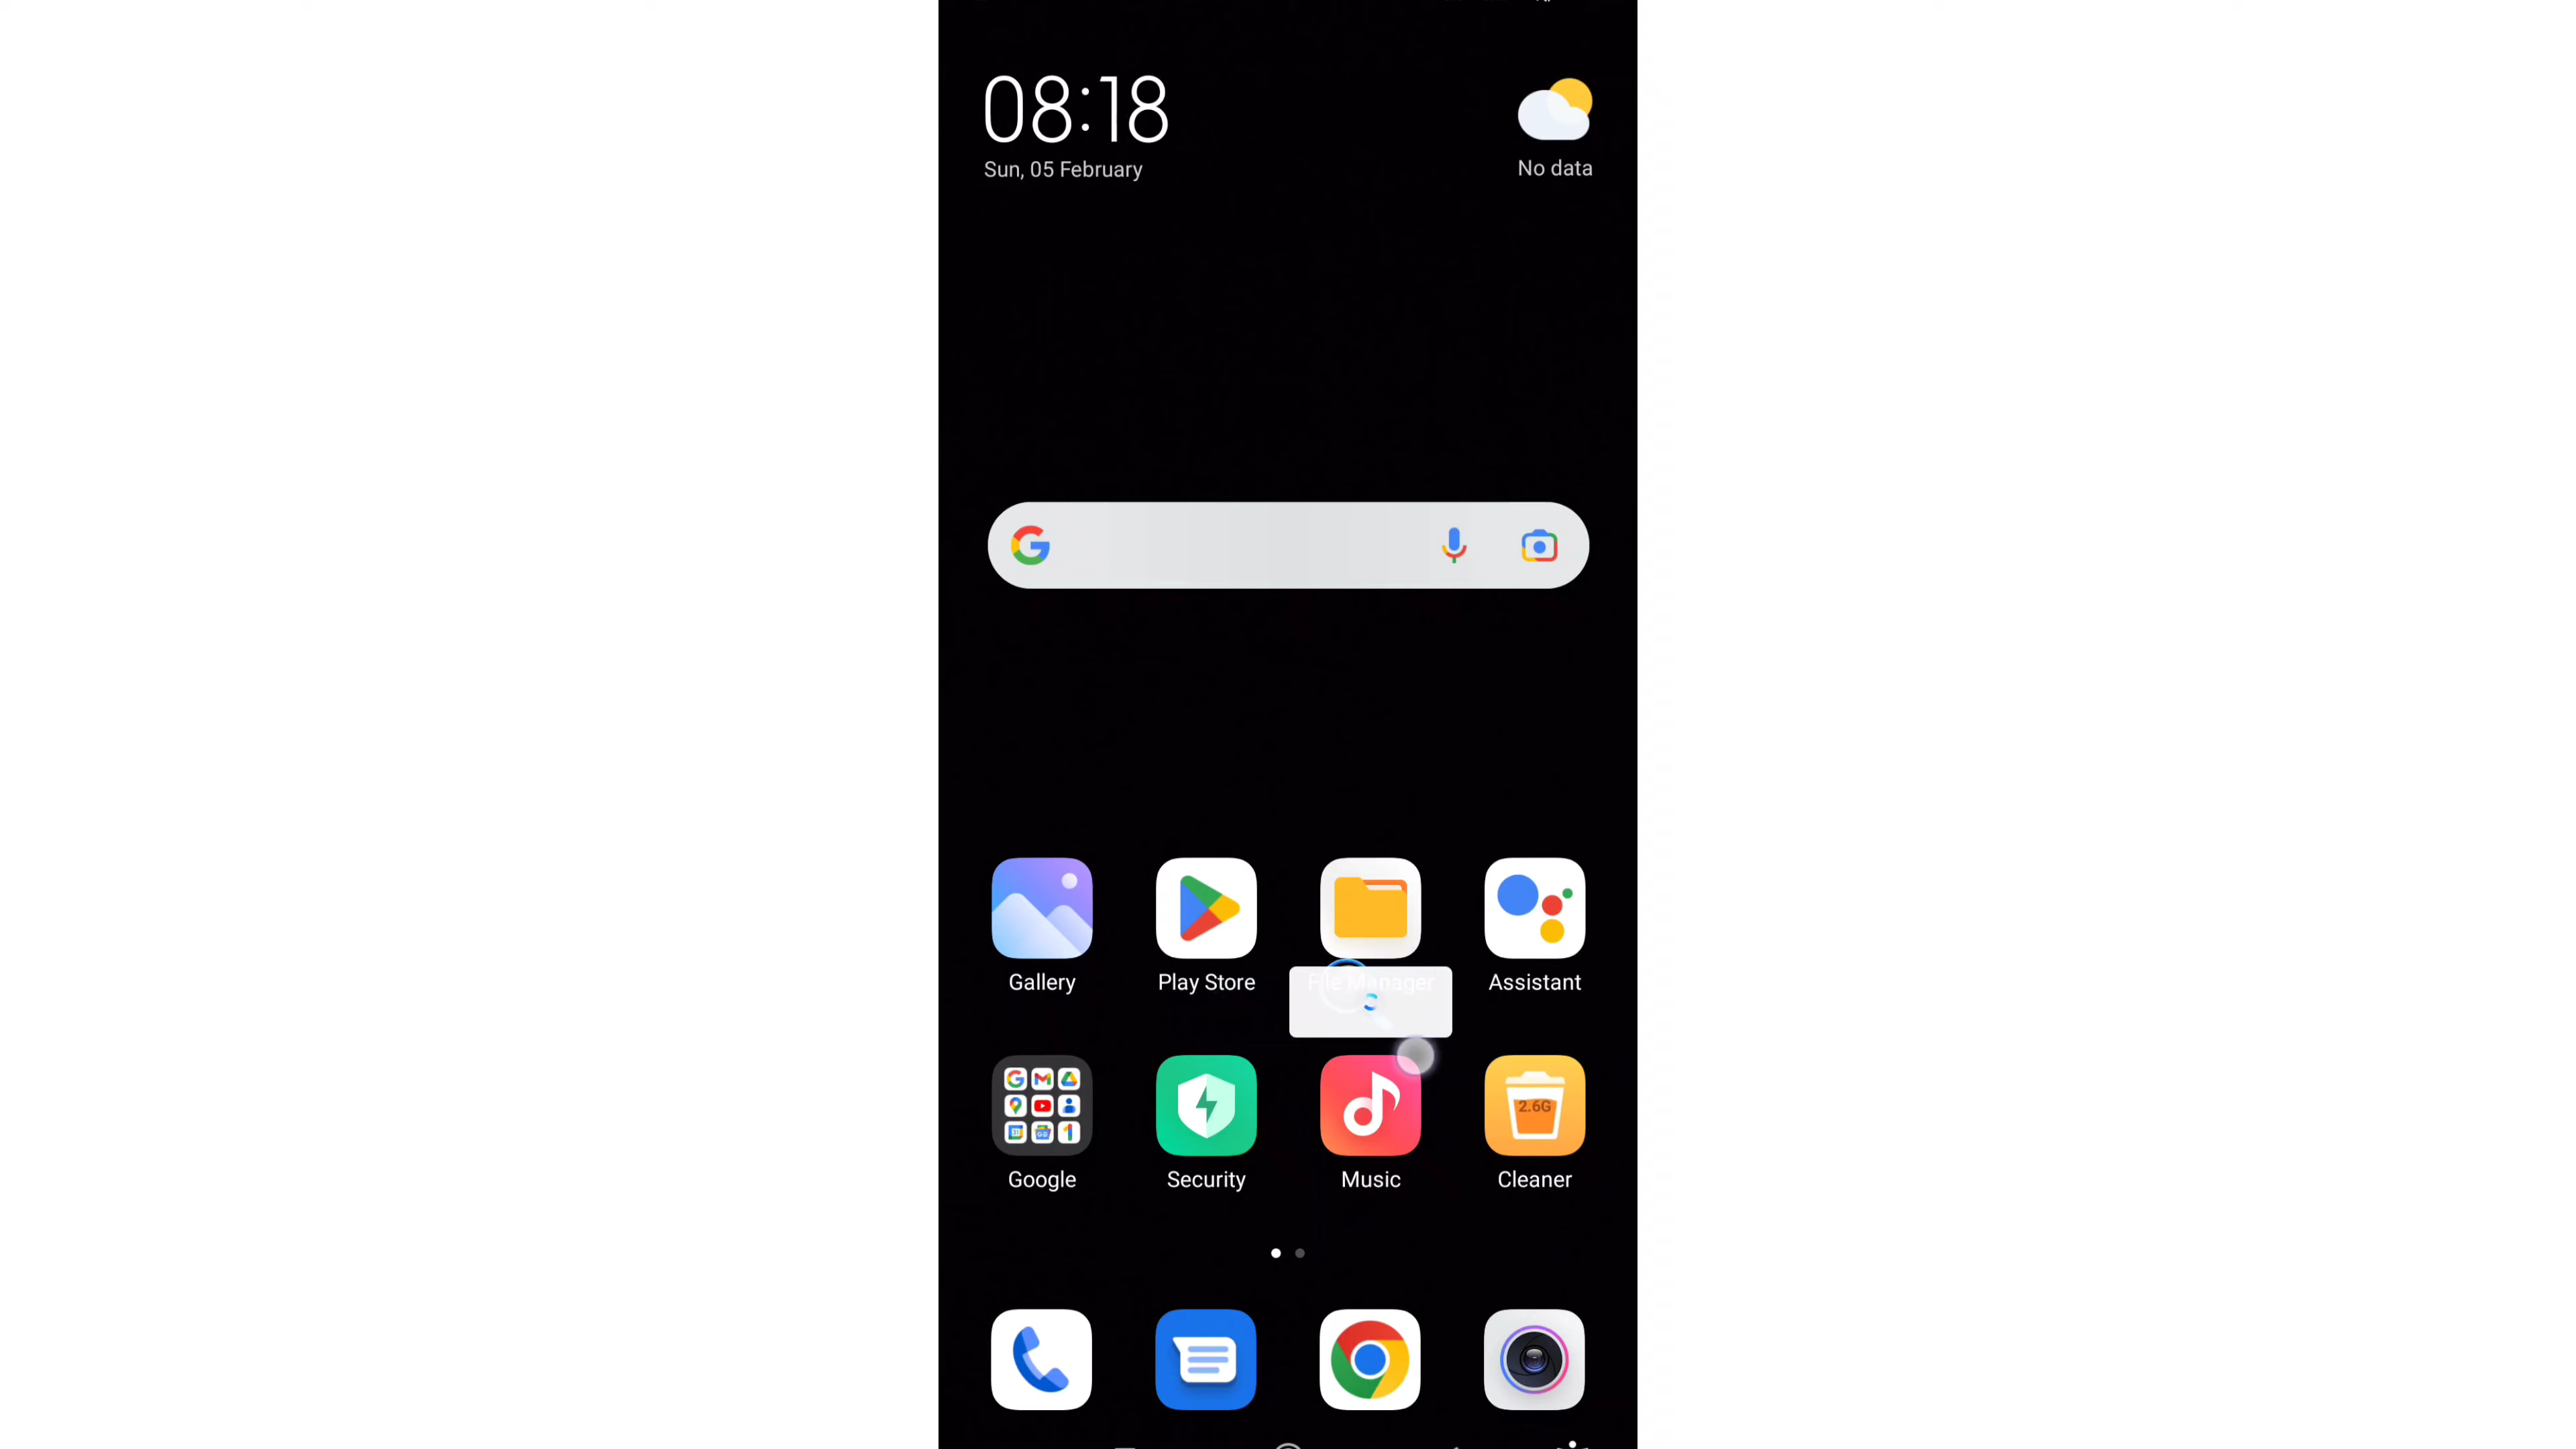 08:18
Sun, 05 February
No data
Gallery
Play Store
File Manager
Assistant
2.6G
Google
Security
Music
Cleaner